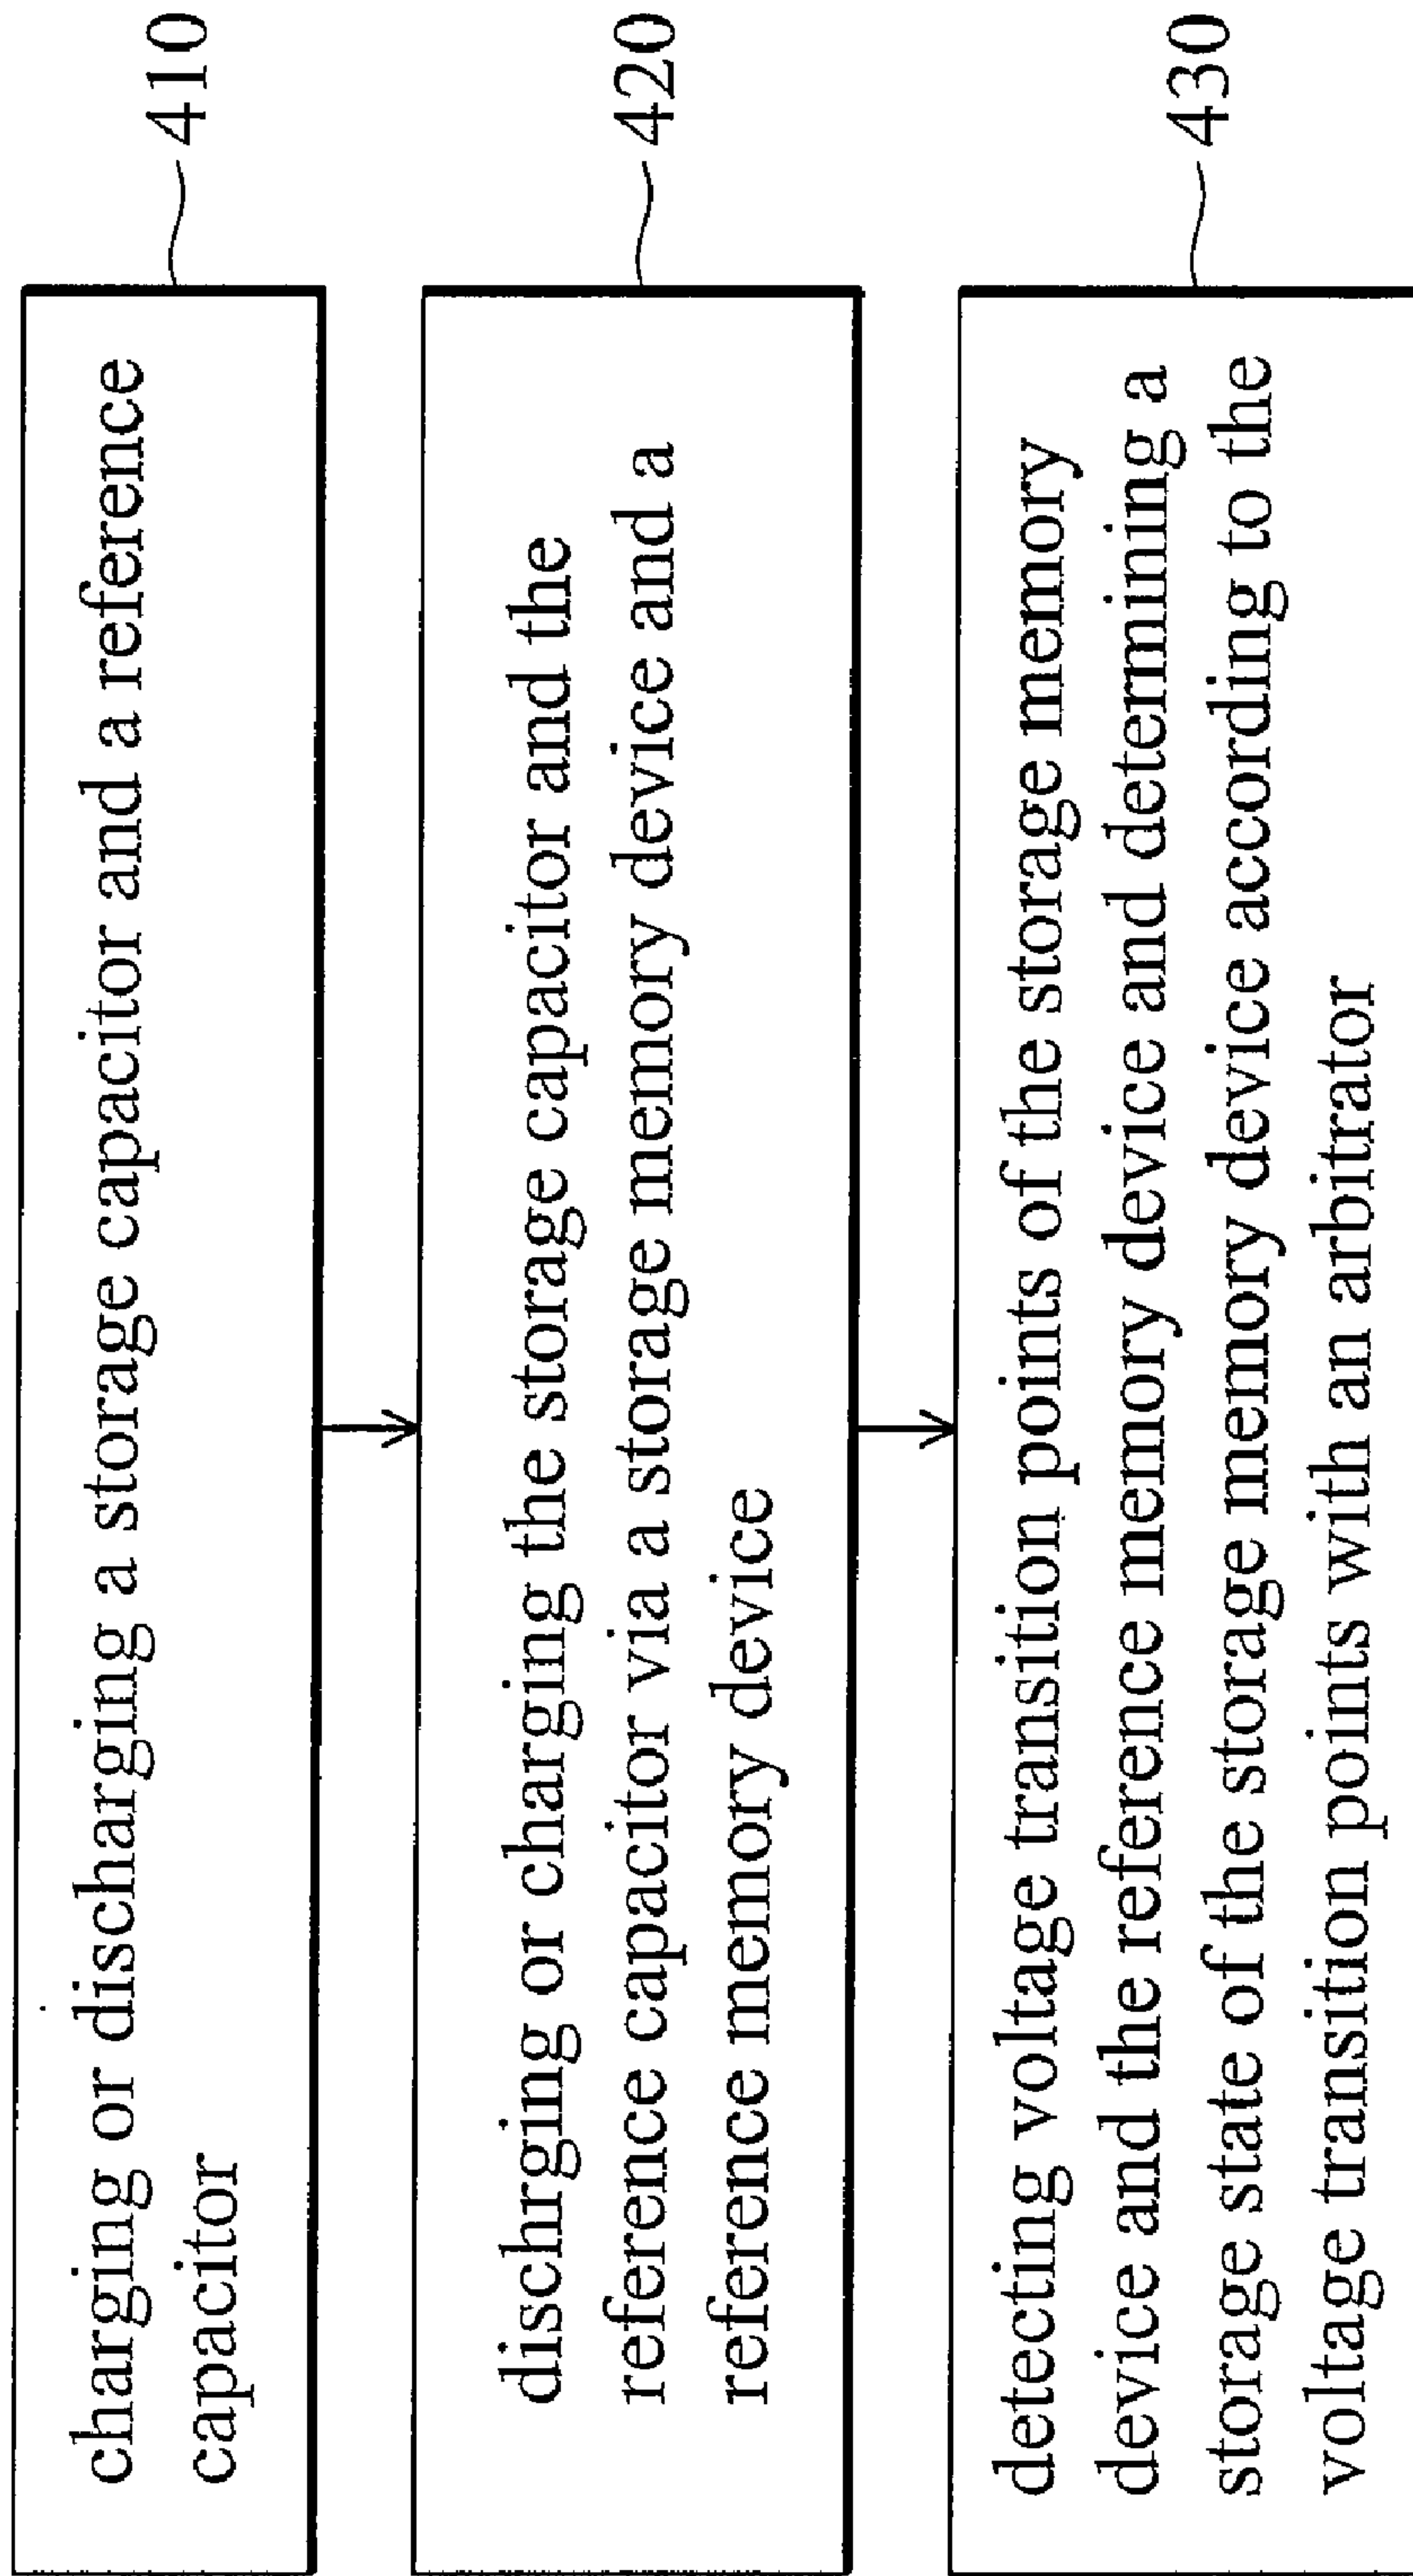 charging or discharging a storage capacitor and a reference
capacitor
410
dischrging or charging the storage capacitor and the
reference capacitor via a storage memory device and a
reference memory device
420
detecting voltage transition points of the storage memory
device and the reference memory device and determining a
storage state of the storage memory device according to the
voltage transition points with an arbitrator
430